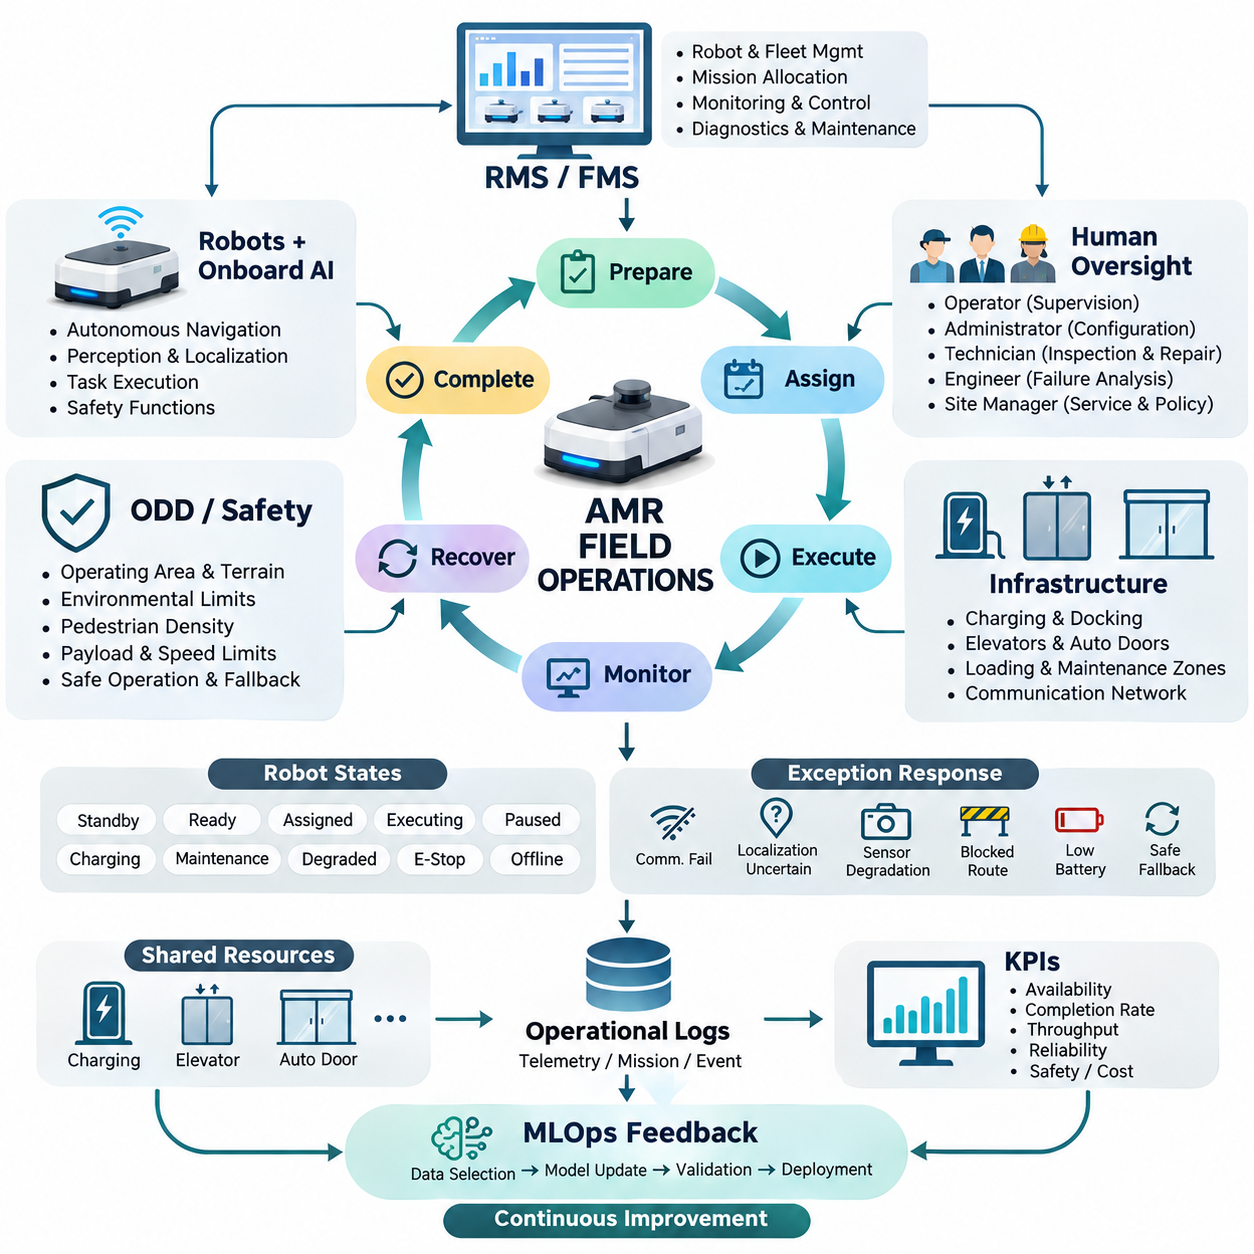 • Robot & Fleet Mgmt
• Mission Allocation
• Monitoring & Control
• Diagnostics & Maintenance
RMS / FMS
Robots +
Onboard AI
• Autonomous Navigation
• Perception & Localization
• Task Execution
• Safety Functions
Human
Oversight
• Operator (Supervision)
• Administrator (Configuration)
• Technician (Inspection & Repair)
• Engineer (Failure Analysis)
• Site Manager (Service & Policy)
Prepare
Complete
Assign
AMR
FIELD
OPERATIONS
Recover
Execute
Monitor
ODD / Safety
• Operating Area & Terrain
• Environmental Limits
• Pedestrian Density
• Payload & Speed Limits
• Safe Operation & Fallback
Infrastructure
• Charging & Docking
• Elevators & Auto Doors
• Loading & Maintenance Zones
• Communication Network
Robot States
Standby
Ready
Assigned
Executing
Paused
Charging
Maintenance
Degraded
E-Stop
Offline
Exception Response
Comm. Fail
Localization
Uncertain
Sensor
Degradation
Blocked
Route
Low
Battery
Safe
Fallback
Shared Resources
Charging
Elevator
Auto Door
•••
Operational Logs
Telemetry / Mission / Event
KPIs
• Availability
• Completion Rate
• Throughput
• Reliability
• Safety / Cost
MLOps Feedback
Data Selection → Model Update → Validation → Deployment
Continuous Improvement